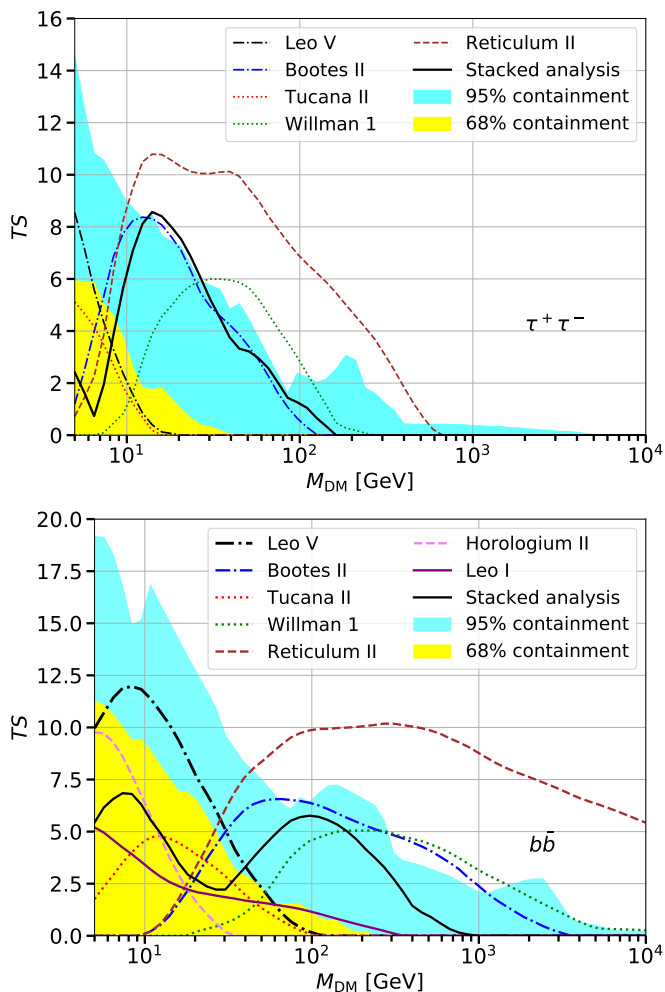 16
14
12
10
8
6
4
2
0
TS
Leo V
Bootes II
Tucana II
Willman 1
Reticulum II
Stacked analysis
95% containment
68% containment
τ⁺τ⁻
10¹ 10² 10³ 10⁴
M_DM [GeV]
20.0
17.5
15.0
12.5
10.0
7.5
5.0
2.5
0.0
TS
Leo V
Bootes II
Tucana II
Willman 1
Reticulum II
Horologium II
Leo I
Stacked analysis
95% containment
68% containment
bb̄
10¹ 10² 10³ 10⁴
M_DM [GeV]